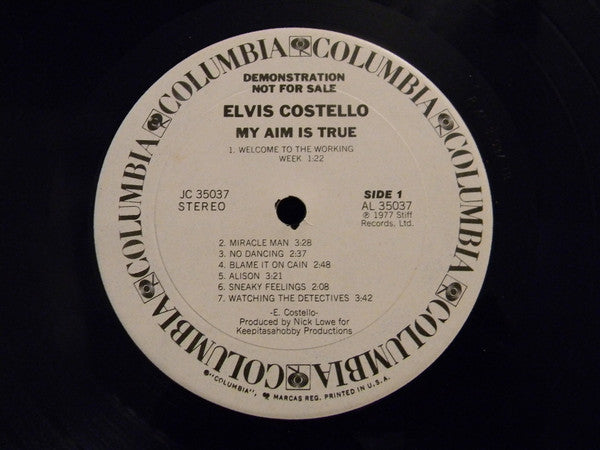 COLUMBIA COLUMBIA COLUMBIA COLUMBIA COLUMBIA COLUMBIA COLUMBIA COLUMBIA
DEMONSTRATION
NOT FOR SALE
ELVIS COSTELLO
MY AIM IS TRUE
1. WELCOME TO THE WORKING
WEEK 1:22
JC 35037
STEREO
SIDE 1
AL 35037
℗ 1977 Stiff
Records, Ltd.
2. MIRACLE MAN 3:28
3. NO DANCING 2:37
4. BLAME IT ON CAIN 2:48
5. ALISON 3:21
6. SNEAKY FEELINGS 2:08
7. WATCHING THE DETECTIVES 3:42
-E. Costello-
Produced by Nick Lowe for
Keepitasahobby Productions
® "COLUMBIA", MARCAS REG. PRINTED IN U.S.A.